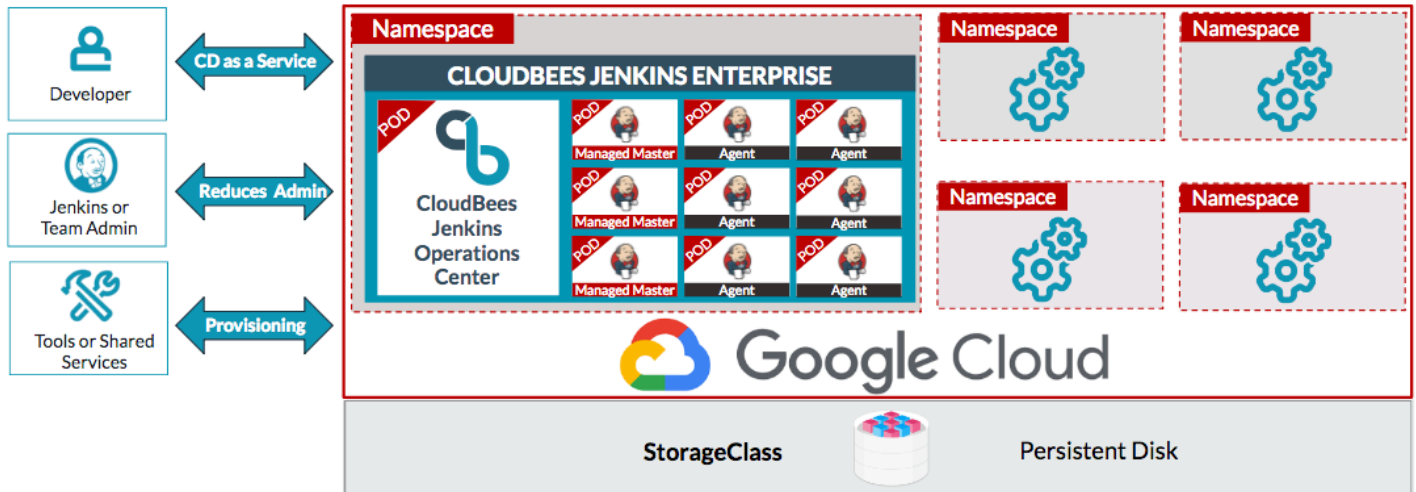 Developer
CD as a Service
Jenkins or
Team Admin
Reduces Admin
Tools or Shared
Services
Provisioning
Namespace
CLOUDBEES JENKINS ENTERPRISE
POD
CloudBees
Jenkins
Operations
Center
POD
Managed Master
POD
Agent
POD
Agent
POD
Managed Master
POD
Agent
POD
Agent
POD
Managed Master
POD
Agent
POD
Agent
Namespace
Namespace
Namespace
Namespace
Google Cloud
StorageClass
Persistent Disk